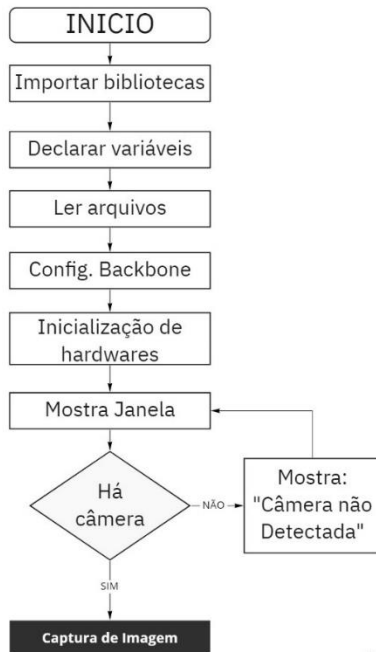 INICIO
Importar bibliotecas
Declarar variáveis
Ler arquivos
Config. Backbone
Inicialização de
hardwares
Mostra Janela
Há
câmera
NÃO
Mostra:
"Câmera não
Detectada"
SIM
Captura de Imagem